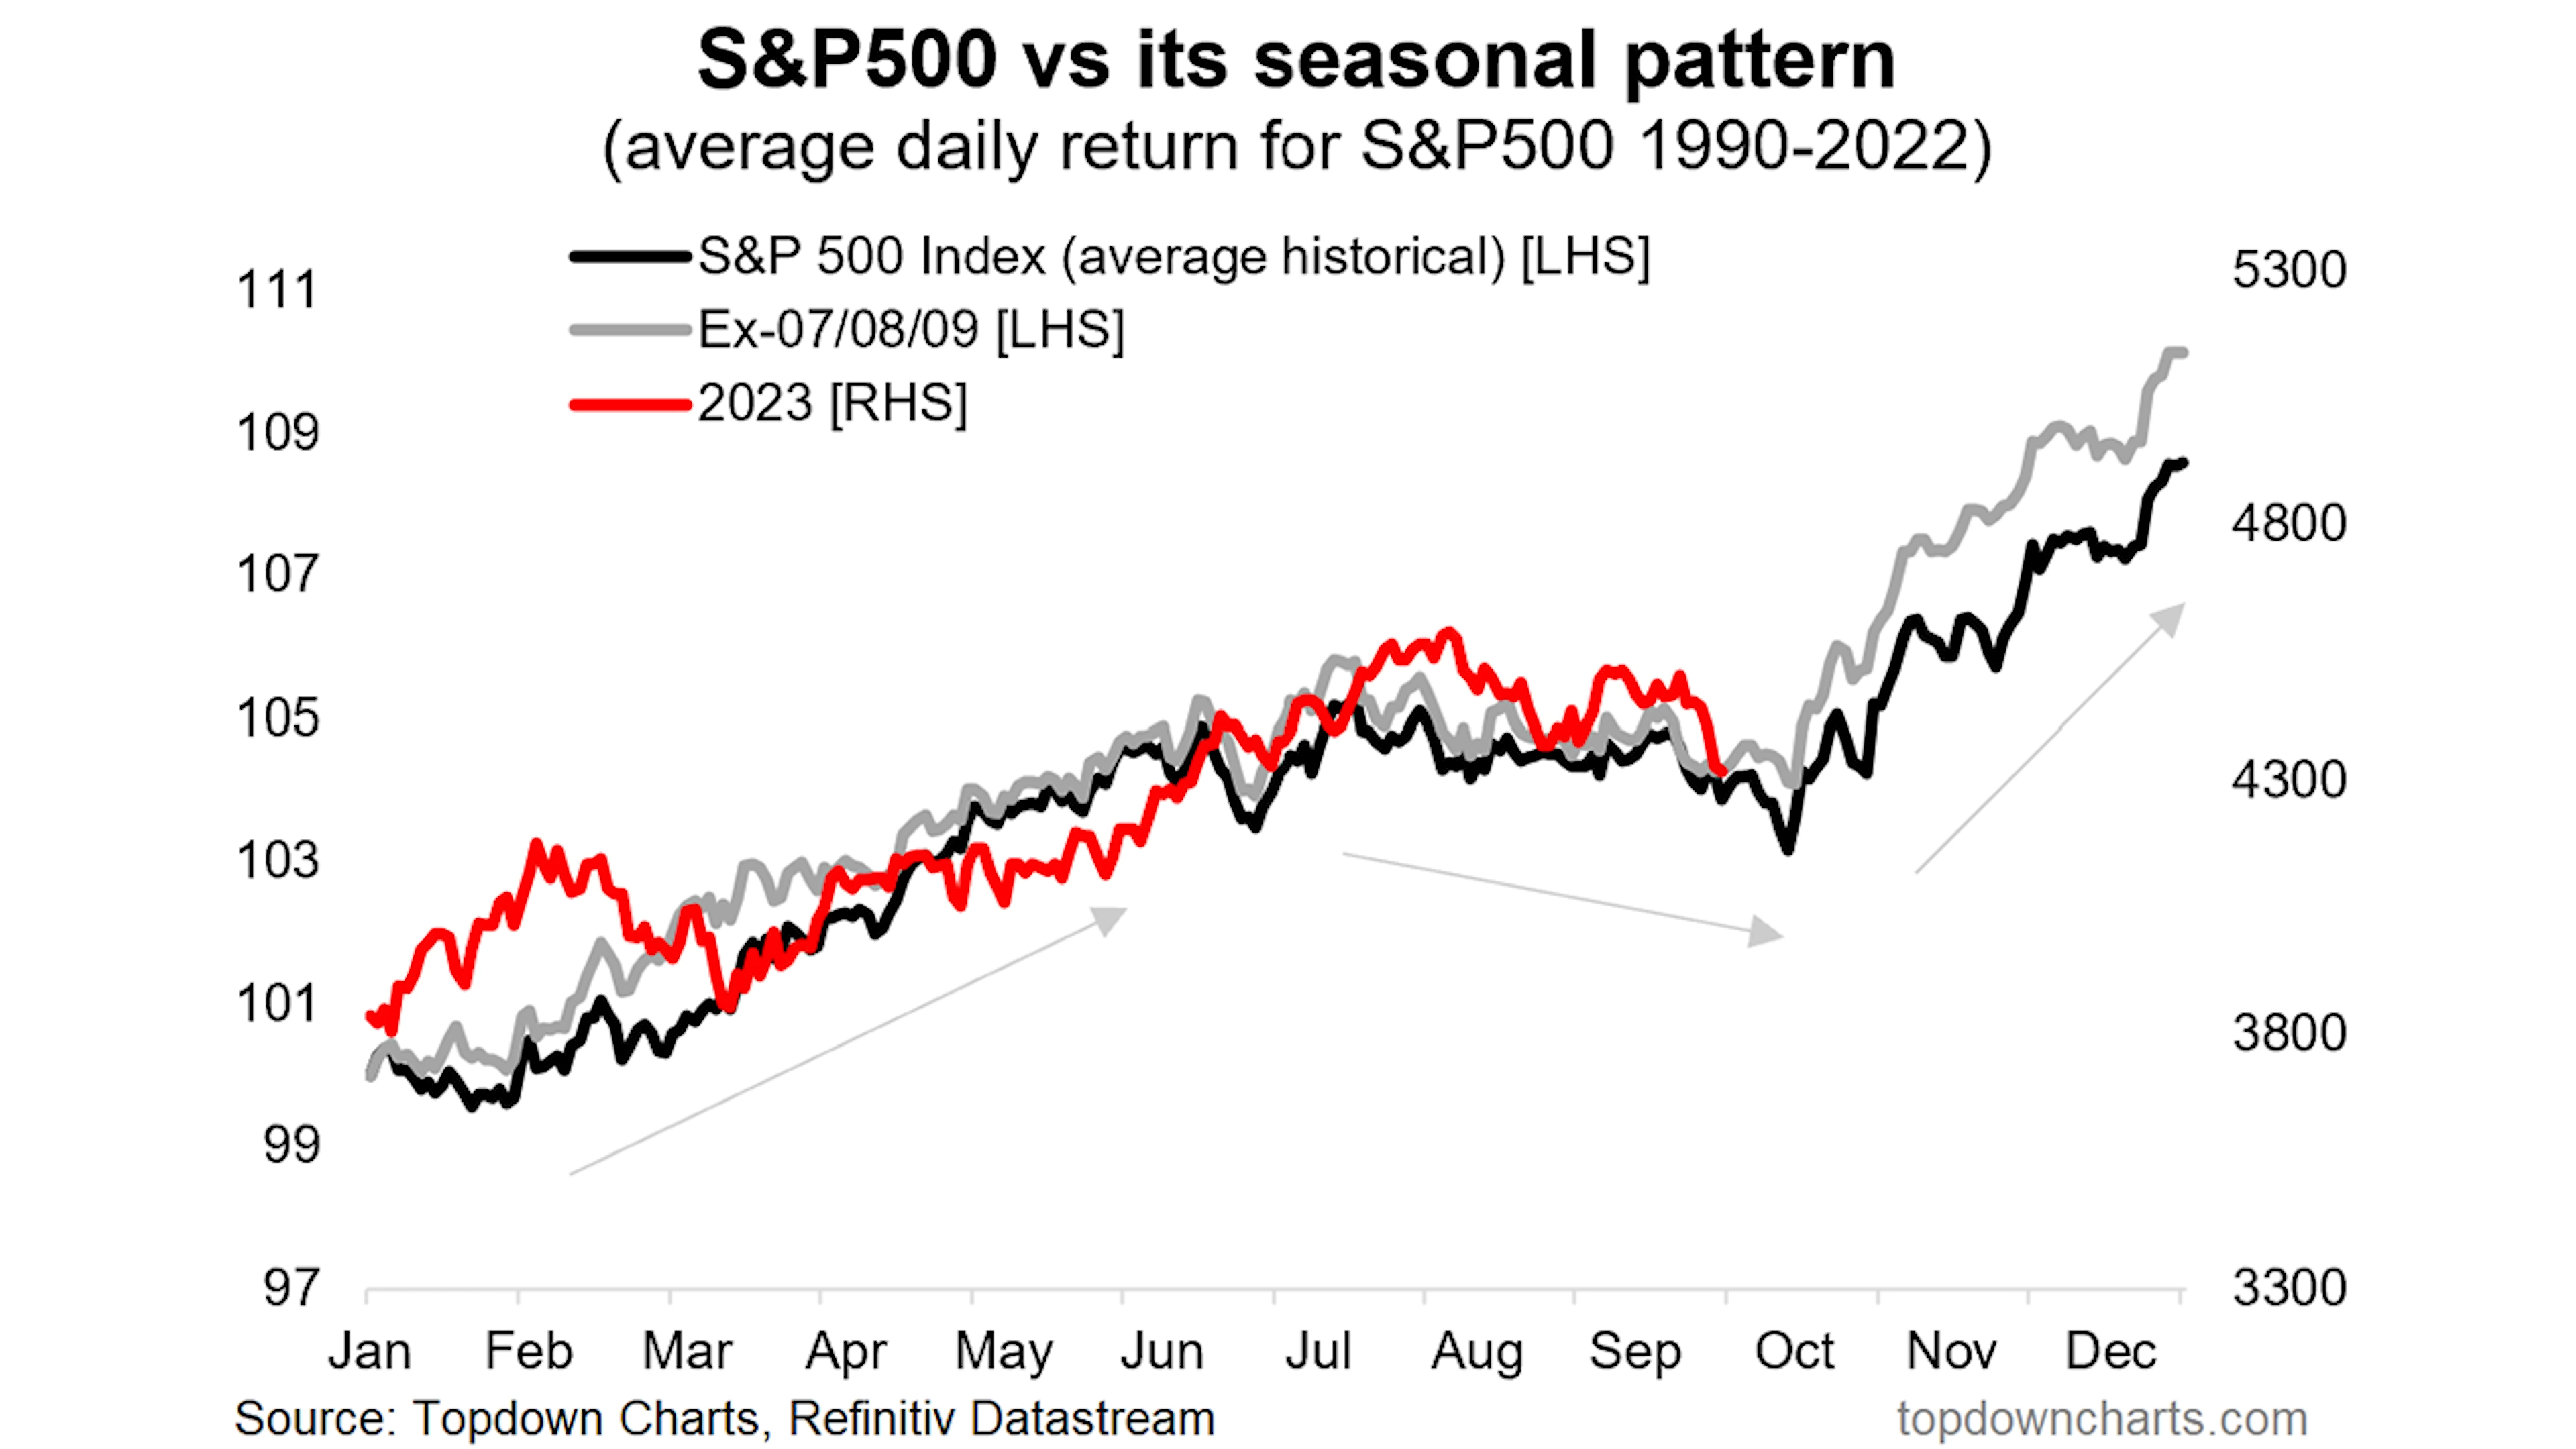 S&P500 vs its seasonal pattern
(average daily return for S&P500 1990-2022)
S&P 500 Index (average historical) [LHS]
Ex-07/08/09 [LHS]
2023 [RHS]
111
109
107
105
103
101
99
97
5300
4800
4300
3800
3300
Jan Feb Mar Apr May Jun Jul Aug Sep Oct Nov Dec
Source: Topdown Charts, Refinitiv Datastream
topdowncharts.com